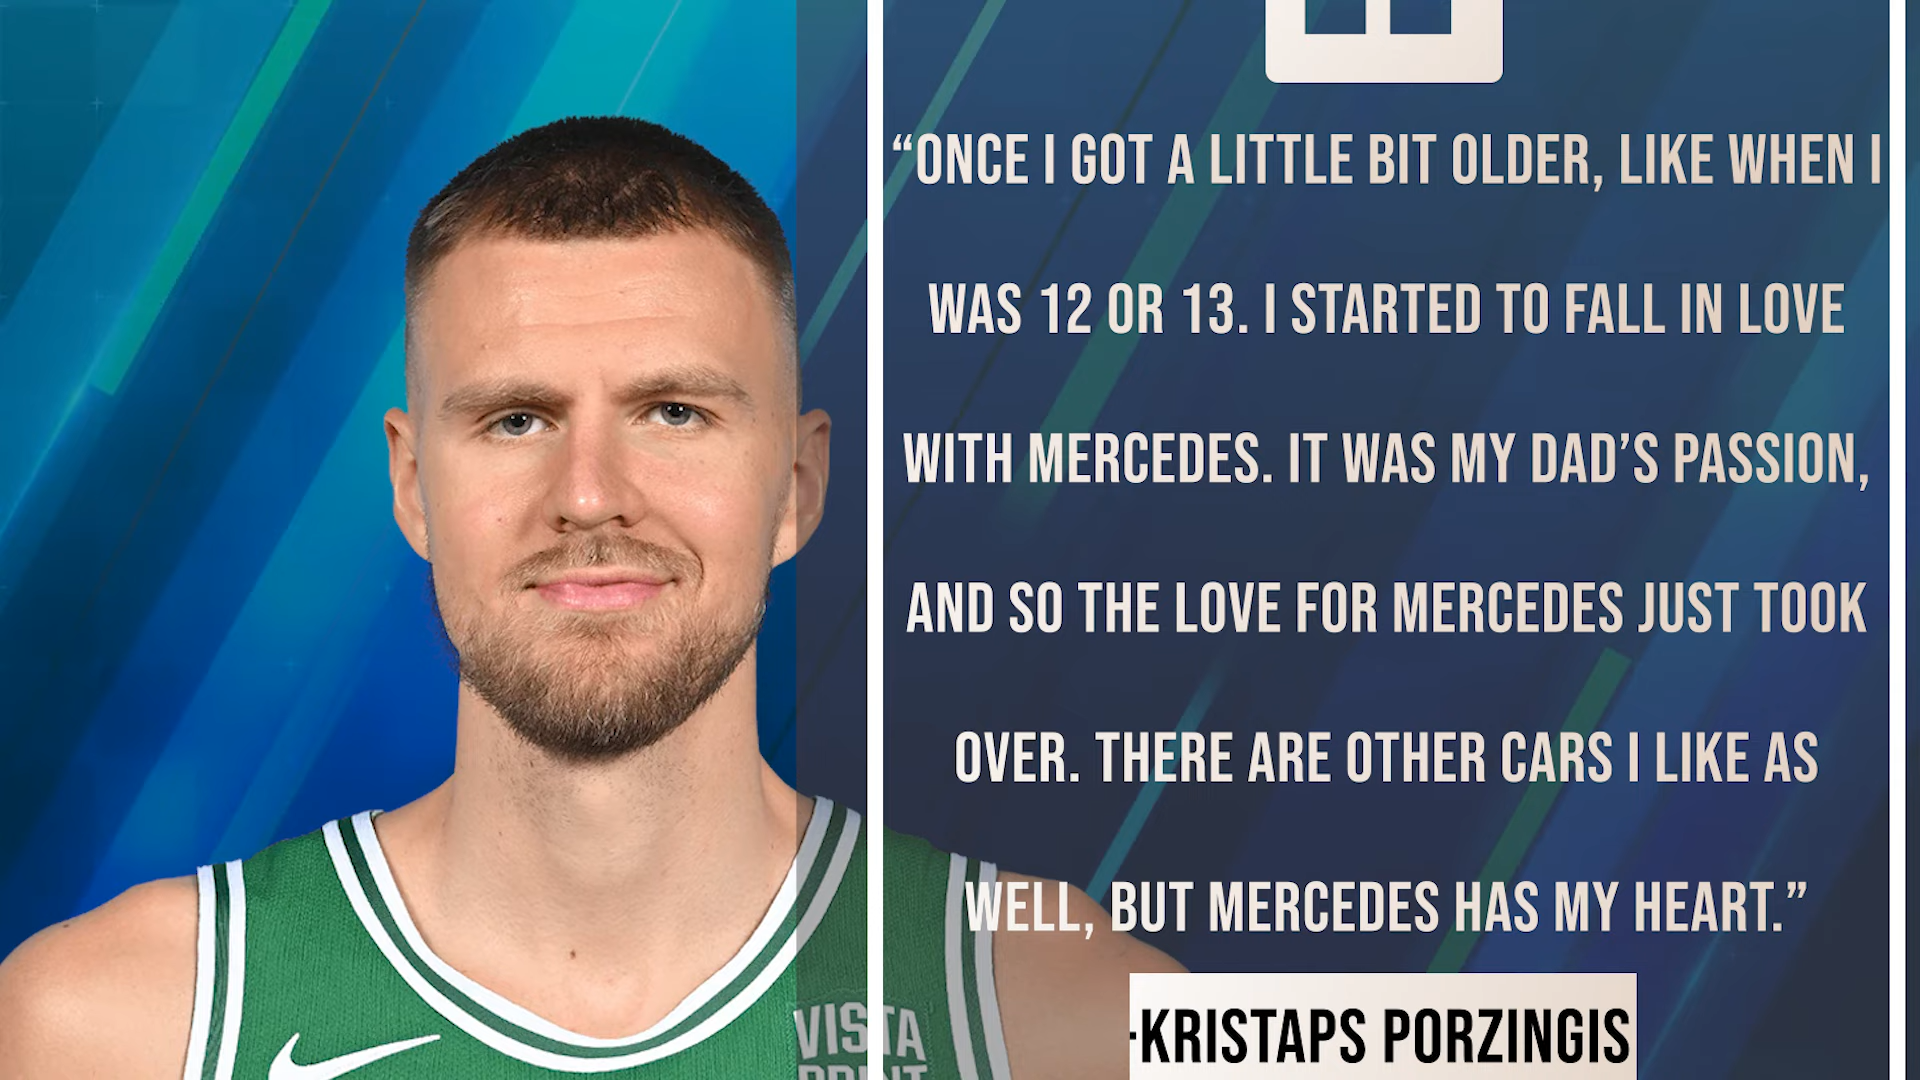 “ONCE I GOT A LITTLE BIT OLDER, LIKE WHEN I
WAS 12 OR 13. I STARTED TO FALL IN LOVE
WITH MERCEDES. IT WAS MY DAD’S PASSION,
AND SO THE LOVE FOR MERCEDES JUST TOOK
OVER. THERE ARE OTHER CARS I LIKE AS
WELL, BUT MERCEDES HAS MY HEART.”
-KRISTAPS PORZINGIS
VISTA
PRINT